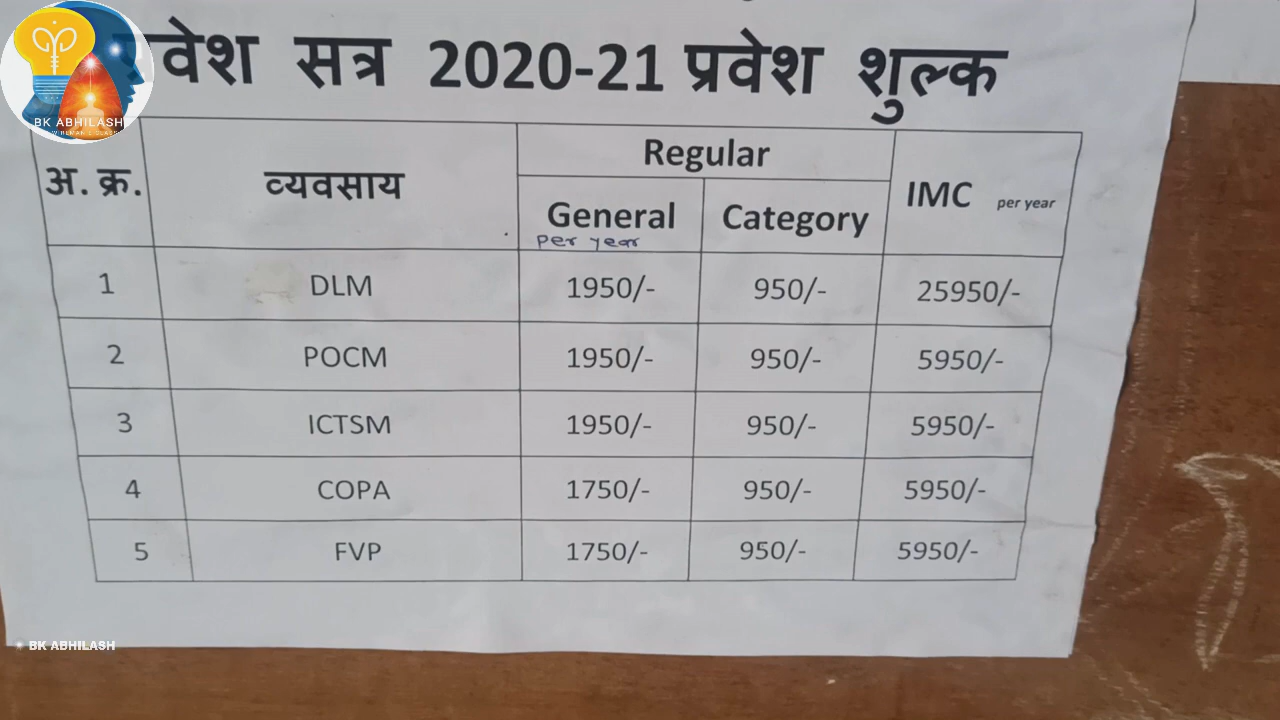 BK ABHILASH
वेश सत्र 2020-21 प्रवेश शुल्क
अ. क्र. व्यवसाय Regular IMC per year
General Category
per year
1 DLM 1950/- 950/- 25950/-
2 POCM 1950/- 950/- 5950/-
3 ICTSM 1950/- 950/- 5950/-
4 COPA 1750/- 950/- 5950/-
5 FVP 1750/- 950/- 5950/-
BK ABHILASH